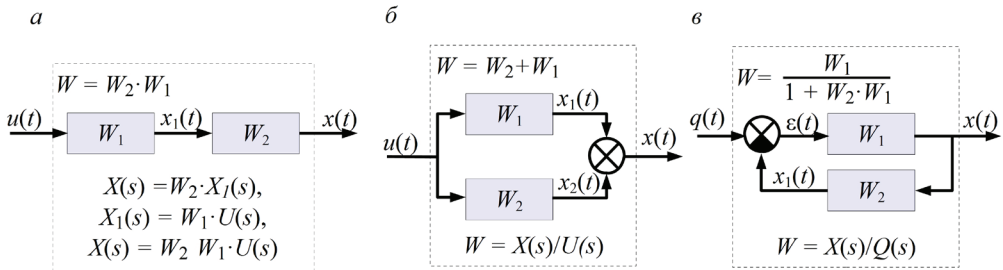 а
W = W₂·W₁
u(t)
W₁
x₁(t)
W₂
x(t)
X(s) =W₂·X₁(s),
X₁(s) = W₁·U(s),
X(s) = W₂ W₁·U(s)
б
W = W₂+W₁
u(t)
W₁
x₁(t)
W₂
x₂(t)
x(t)
W = X(s)/U(s)
в
W= W₁ / 1 + W₂·W₁
q(t)
ε(t)
W₁
x(t)
x₁(t)
W₂
W = X(s)/Q(s)